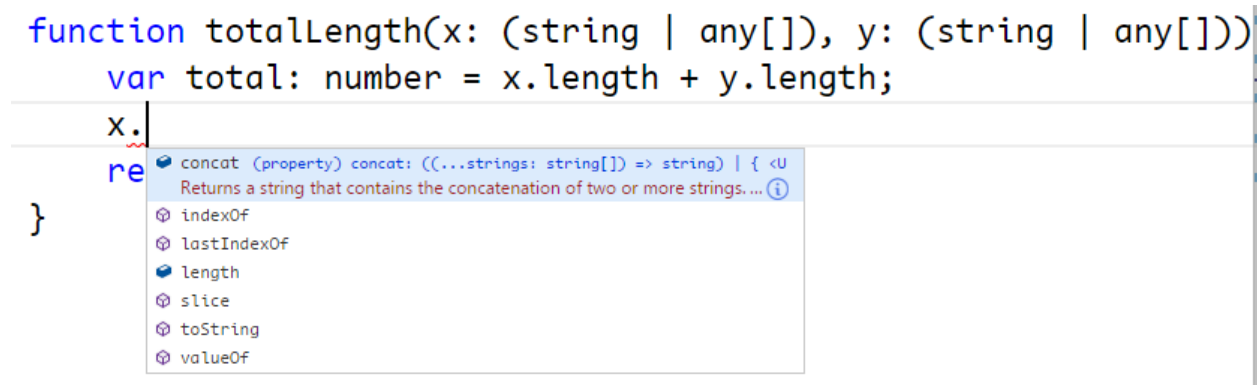 function totalLength(x: (string | any[]), y: (string | any[]))
var total: number = x.length + y.length;
x.
re
concat (property) concat: ((...strings: string[]) => string) | { <U
Returns a string that contains the concatenation of two or more strings. ...
indexOf
lastIndexOf
length
slice
toString
valueOf
}